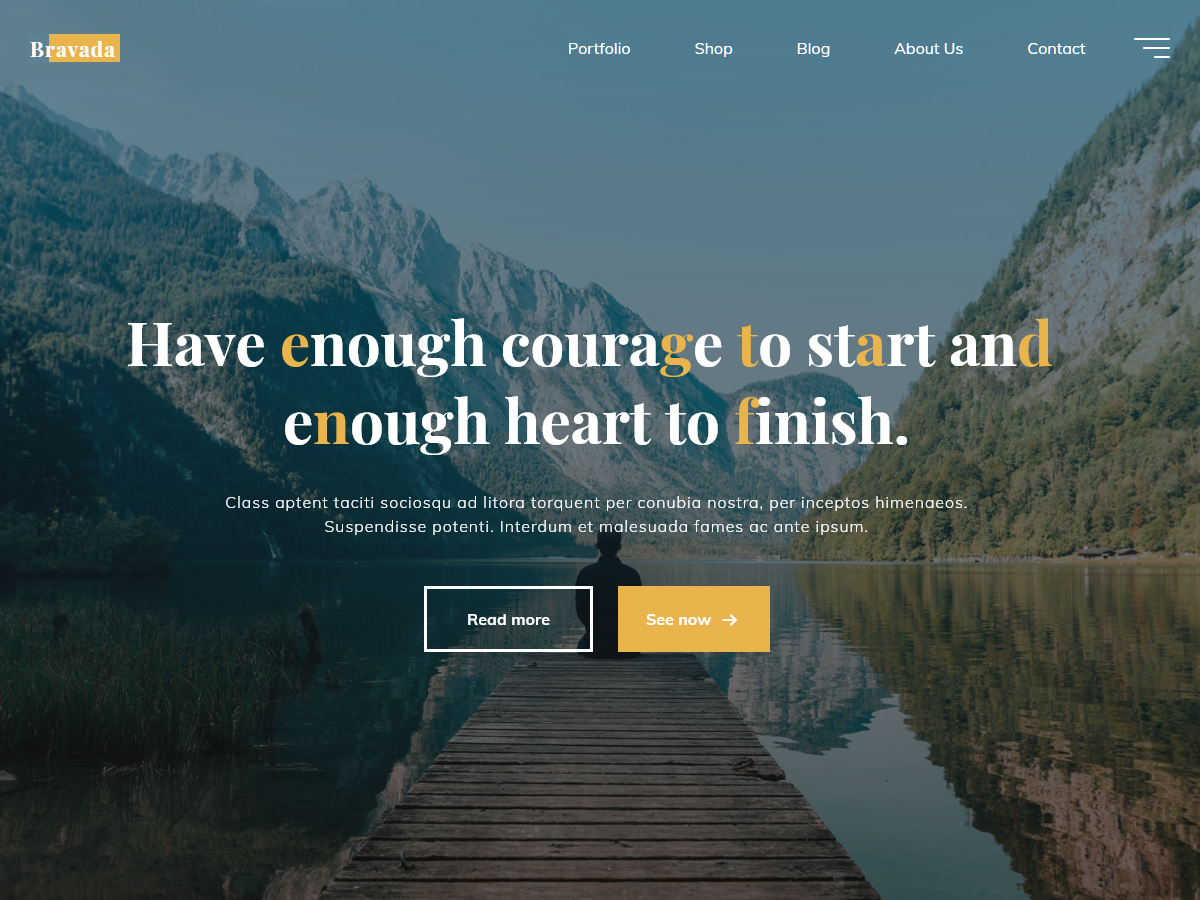 Bravada
Portfolio Shop Blog About Us Contact
Have enough courage to start and
enough heart to finish.
Class aptent taciti sociosqu ad litora torquent per conubia nostra, per inceptos himenaeos.
Suspendisse potenti. Interdum et malesuada fames ac ante ipsum.
Read more See now